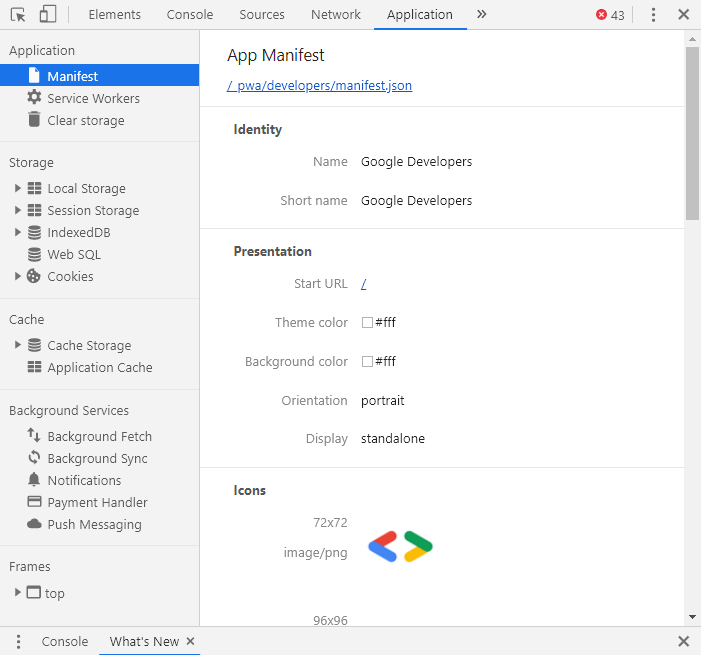 Elements Console Sources Network Application » 43
Application
Manifest
Service Workers
Clear storage
Storage
Local Storage
Session Storage
IndexedDB
Web SQL
Cookies
Cache
Cache Storage
Application Cache
Background Services
Background Fetch
Background Sync
Notifications
Payment Handler
Push Messaging
Frames
top
App Manifest
/_pwa/developers/manifest.json
Identity
Name Google Developers
Short name Google Developers
Presentation
Start URL /
Theme color #fff
Background color #fff
Orientation portrait
Display standalone
Icons
72x72
image/png
96x96
Console What's New